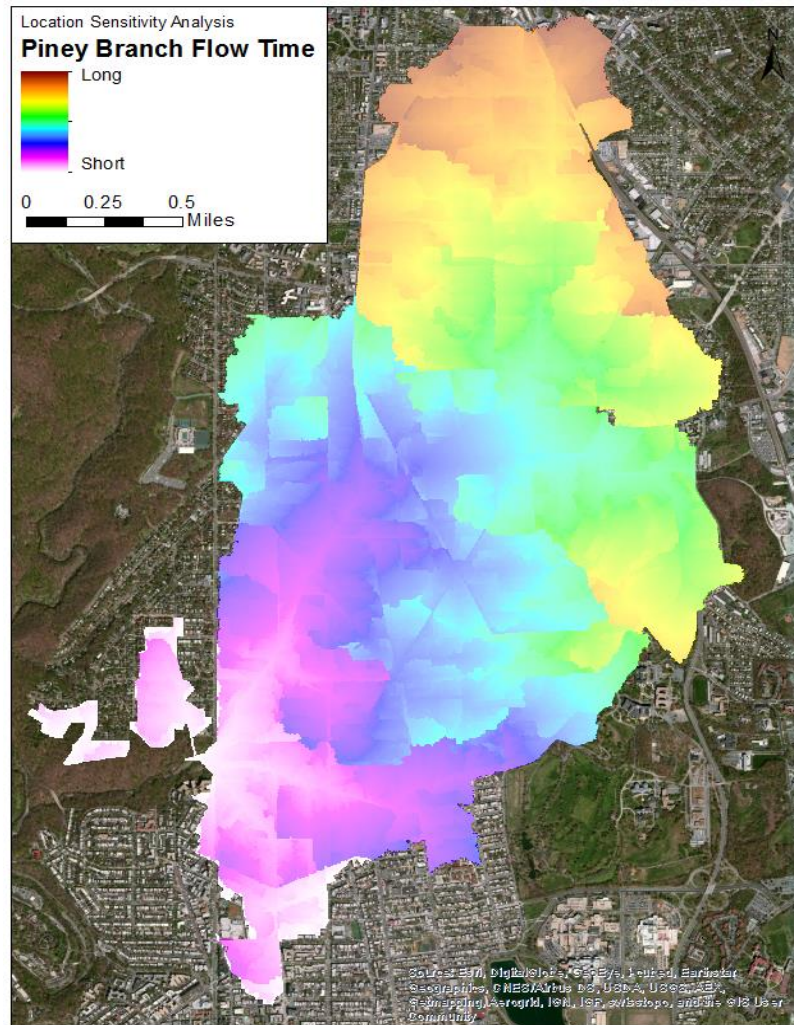 Location Sensitivity Analysis
Piney Branch Flow Time
Long
Short
0 0.25 0.5
Miles
N
Source: Esri, DigitalGlobe, GeoEye, i-cubed, Earthstar
Geographics, CNES/Airbus DS, USDA, USGS, AEX,
Getmapping, Aerogrid, IGN, IGP, swisstopo, and the GIS User
Community